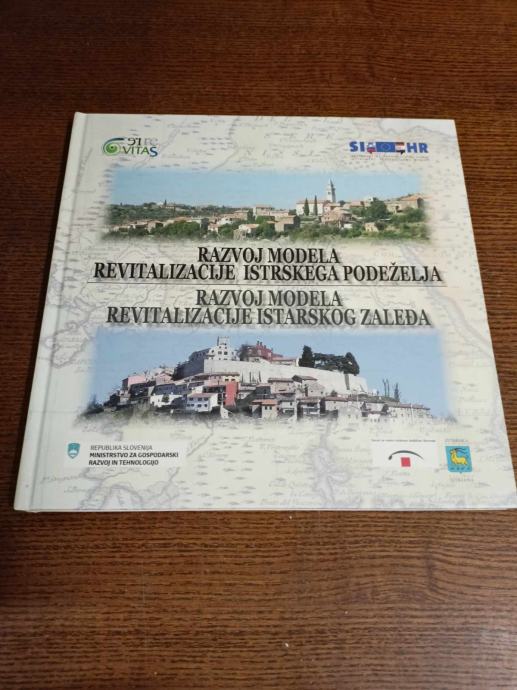 VITAS
SI HR
RAZVOJ MODELA
REVITALIZACIJE ISTRSKEGA PODEŽELJA
RAZVOJ MODELA
REVITALIZACIJE ISTARSKOG ZALEĐA
REPUBLIKA SLOVENIJA
MINISTRSTVO ZA GOSPODARSKI
RAZVOJ IN TEHNOLOGIJO